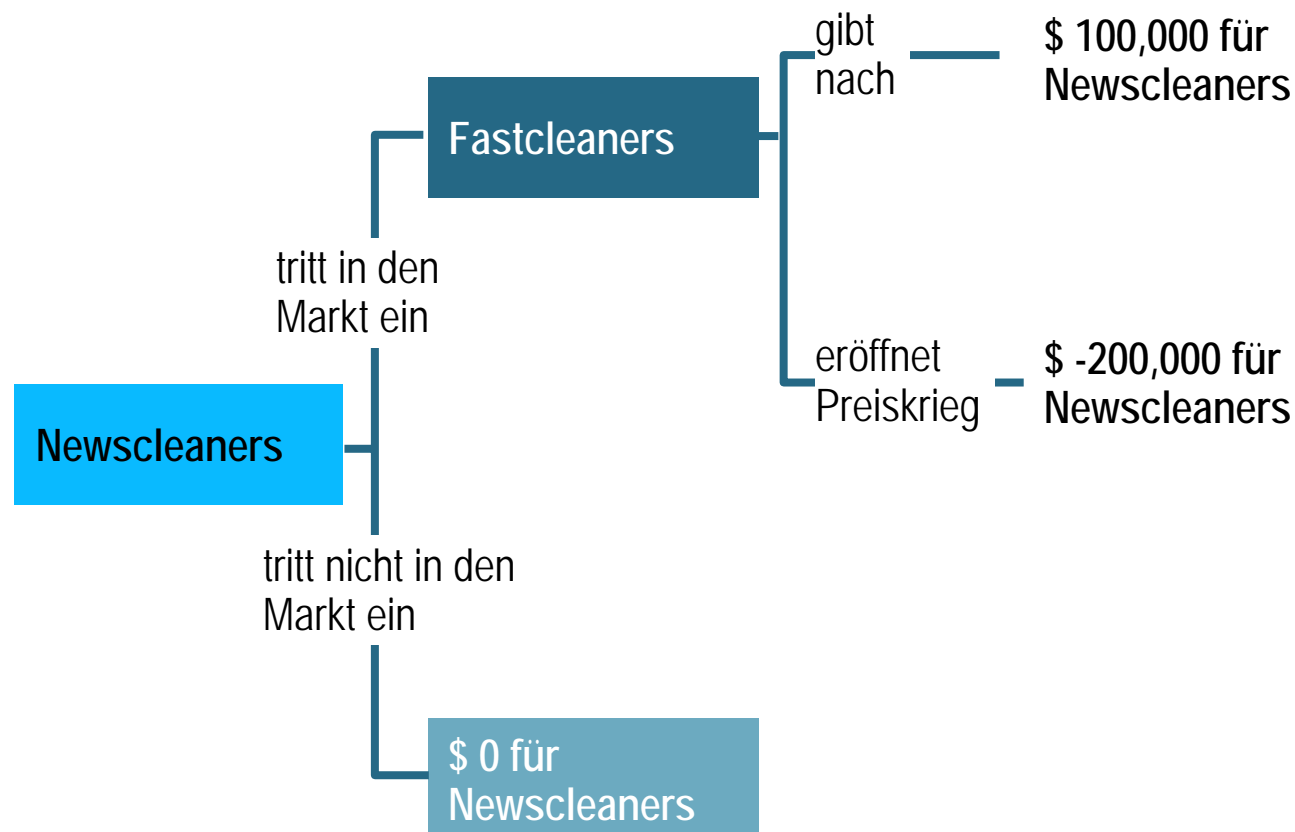 gibt
nach
$ 100,000 für
Newscleaners
Fastcleaners
tritt in den
Markt ein
eröffnet
Preiskrieg
$ -200,000 für
Newscleaners
Newscleaners
tritt nicht in den
Markt ein
$ 0 für
Newscleaners